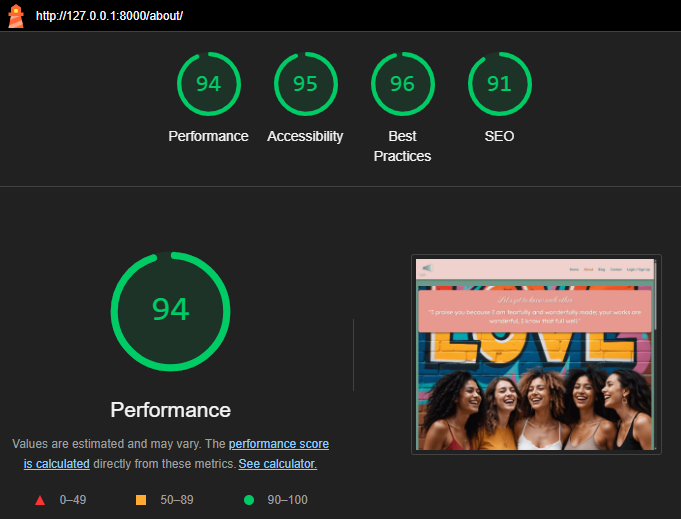 http://127.0.0.1:8000/about/
94
95
96
91
Performance
Accessibility
Best
Practices
SEO
94
Performance
Values are estimated and may vary. The performance score
is calculated directly from these metrics. See calculator.
0–49
50–89
90–100
Home About Blog Contact Login / Sign Up
Let's get to know each other
"I praise you because I am fearfully and wonderfully made; your works are
wonderful, I know that full well."
LOVE